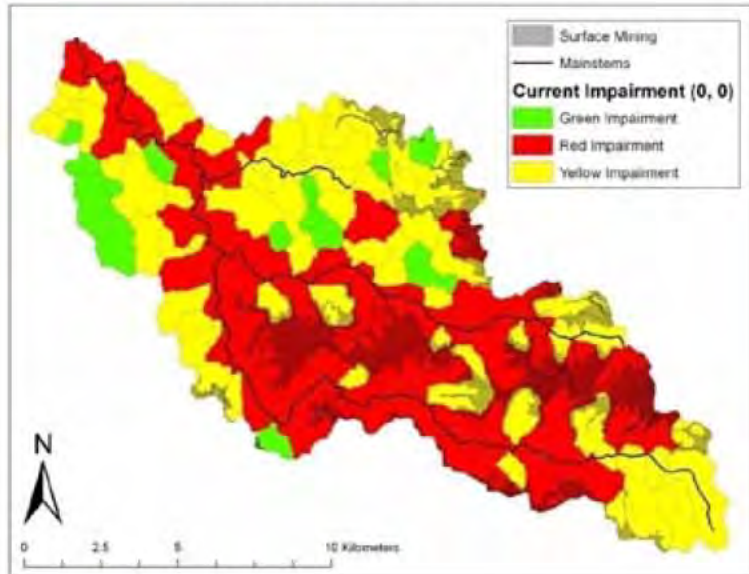 Surface Mining
Mainstems
Current Impairment (0, 0)
Green Impairment
Red Impairment
Yellow Impairment
N
0 2.5 5 10 Kilometers